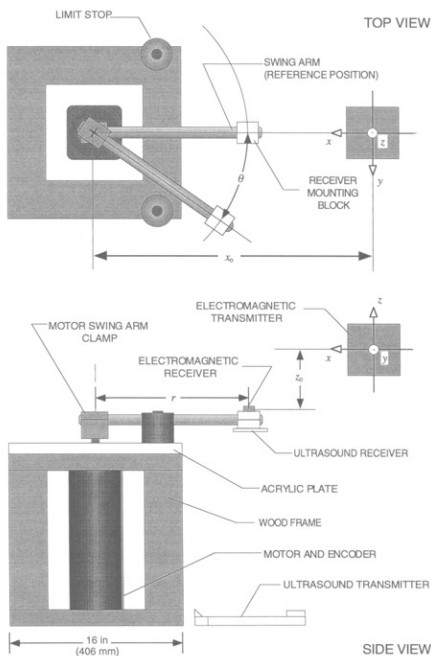 LIMIT STOP
TOP VIEW
SWING ARM
(REFERENCE POSITION)
x
z
y
θ
RECEIVER
MOUNTING
BLOCK
x₀
z
ELECTROMAGNETIC
TRANSMITTER
MOTOR SWING ARM
CLAMP
ELECTROMAGNETIC
RECEIVER
x
y
z₀
r
ULTRASOUND RECEIVER
ACRYLIC PLATE
WOOD FRAME
MOTOR AND ENCODER
ULTRASOUND TRANSMITTER
16 in
(406 mm)
SIDE VIEW